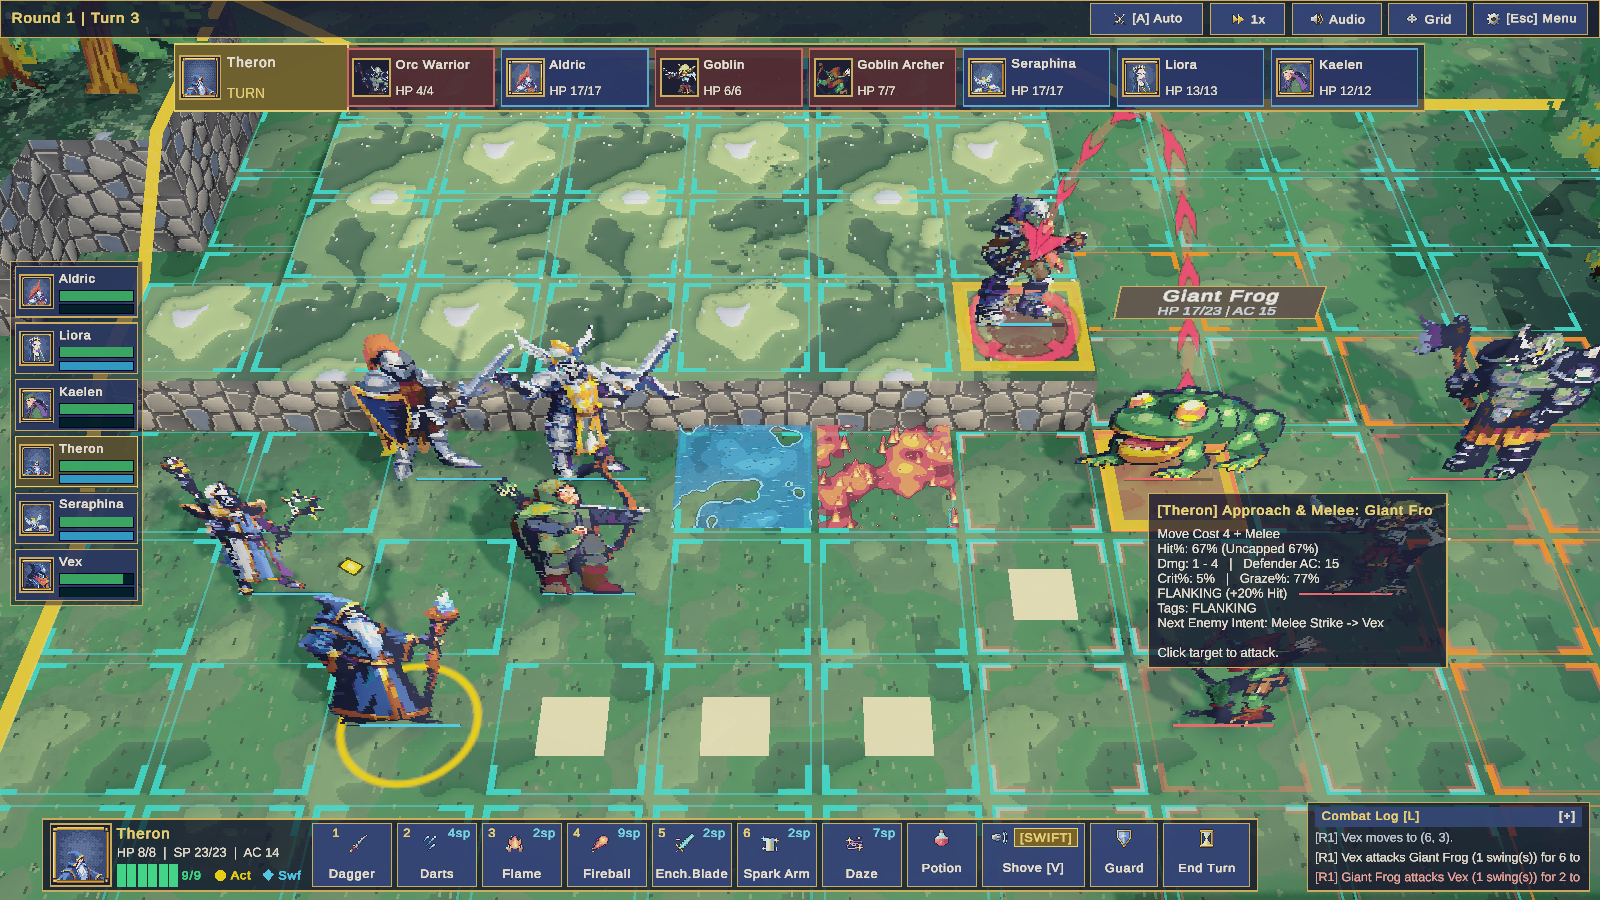 Round 1 | Turn 3
[A] Auto
1x
Audio
Grid
[Esc] Menu
Theron
TURN
Orc Warrior
HP 4/4
Aldric
HP 17/17
Goblin
HP 6/6
Goblin Archer
HP 7/7
Seraphina
HP 17/17
Liora
HP 13/13
Kaelen
HP 12/12
Aldric
Liora
Kaelen
Theron
Seraphina
Vex
Giant Frog
HP 17/23 | AC 15
[Theron] Approach & Melee: Giant Fro
Move Cost 4 + Melee
Hit%: 67% (Uncapped 67%)
Dmg: 1 - 4 | Defender AC: 15
Crit%: 5% | Graze%: 77%
FLANKING (+20% Hit)
Tags: FLANKING
Next Enemy Intent: Melee Strike -> Vex
Click target to attack.
Theron
HP 8/8 | SP 23/23 | AC 14
9/9 Act Swf
1 Dagger
2 4sp Darts
3 2sp Flame
4 9sp Fireball
5 2sp Ench.Blade
6 2sp Spark Arm
7sp Daze
Potion
[SWIFT] Shove [V]
Guard
End Turn
Combat Log [L] [+]
[R1] Vex moves to (6, 3).
[R1] Vex attacks Giant Frog (1 swing(s)) for 6 to
[R1] Giant Frog attacks Vex (1 swing(s)) for 2 to